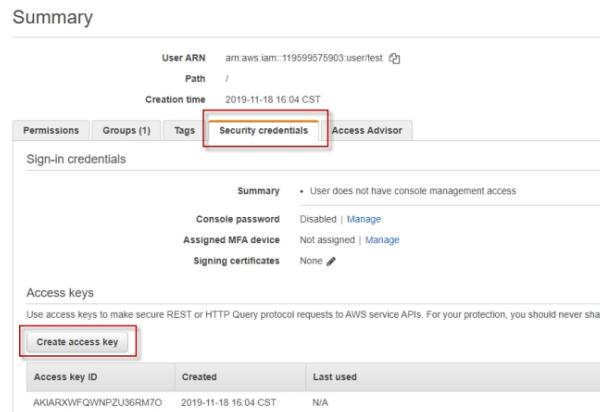 Summary
User ARN arn:aws:iam::119599575903:user/test
Path /
Creation time 2019-11-18 16:04 CST
Permissions Groups (1) Tags Security credentials Access Advisor
Sign-in credentials
Summary • User does not have console management access
Console password Disabled | Manage
Assigned MFA device Not assigned | Manage
Signing certificates None
Access keys
Use access keys to make secure REST or HTTP Query protocol requests to AWS service APIs. For your protection, you should never sha
Create access key
Access key ID Created Last used
AKIARXWFQWNPZU36RM7O 2019-11-18 16:04 CST N/A